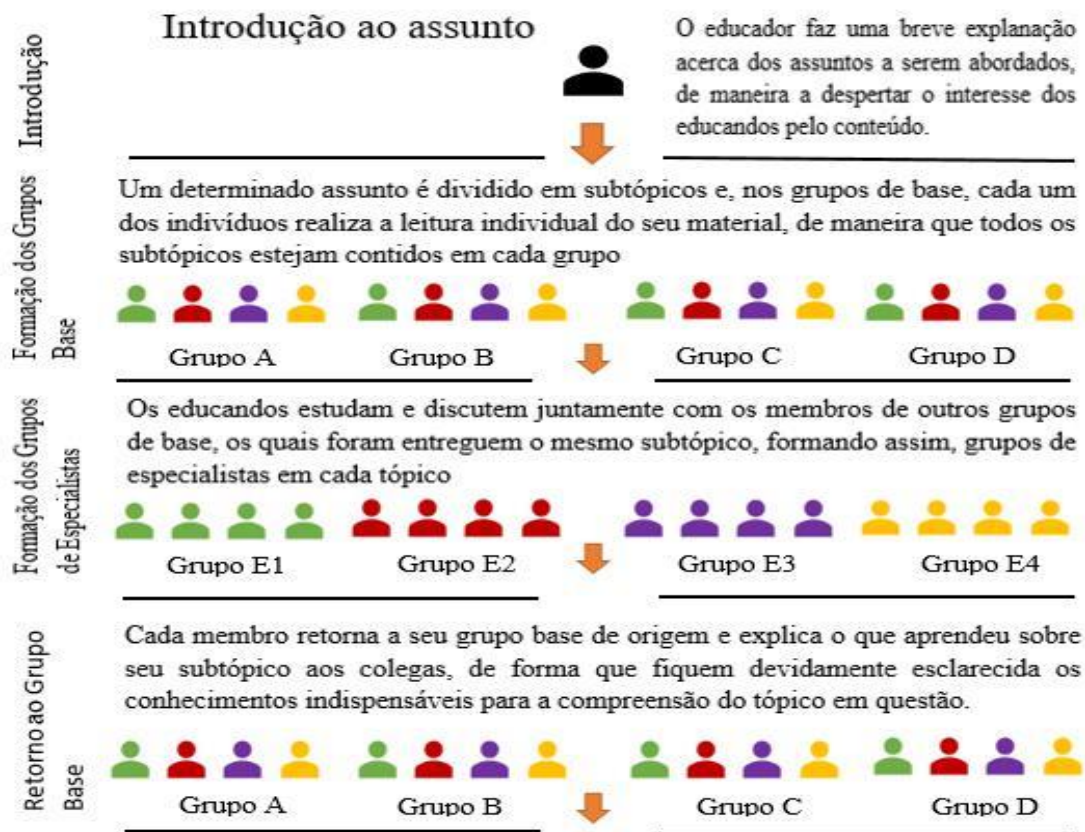 Introdução
Introdução ao assunto
O educador faz uma breve explanação
acerca dos assuntos a serem abordados,
de maneira a despertar o interesse dos
educandos pelo conteúdo.
Formação dos Grupos
Base
Um determinado assunto é dividido em subtópicos e, nos grupos de base, cada um
dos indivíduos realiza a leitura individual do seu material, de maneira que todos os
subtópicos estejam contidos em cada grupo
Grupo A
Grupo B
Grupo C
Grupo D
Formação dos Grupos
de Especialistas
Os educandos estudam e discutem juntamente com os membros de outros grupos
de base, os quais foram entreguem o mesmo subtópico, formando assim, grupos de
especialistas em cada tópico
Grupo E1
Grupo E2
Grupo E3
Grupo E4
Retorno ao Grupo
Base
Cada membro retorna a seu grupo base de origem e explica o que aprendeu sobre
seu subtópico aos colegas, de forma que fiquem devidamente esclarecida os
conhecimentos indispensáveis para a compreensão do tópico em questão.
Grupo A
Grupo B
Grupo C
Grupo D